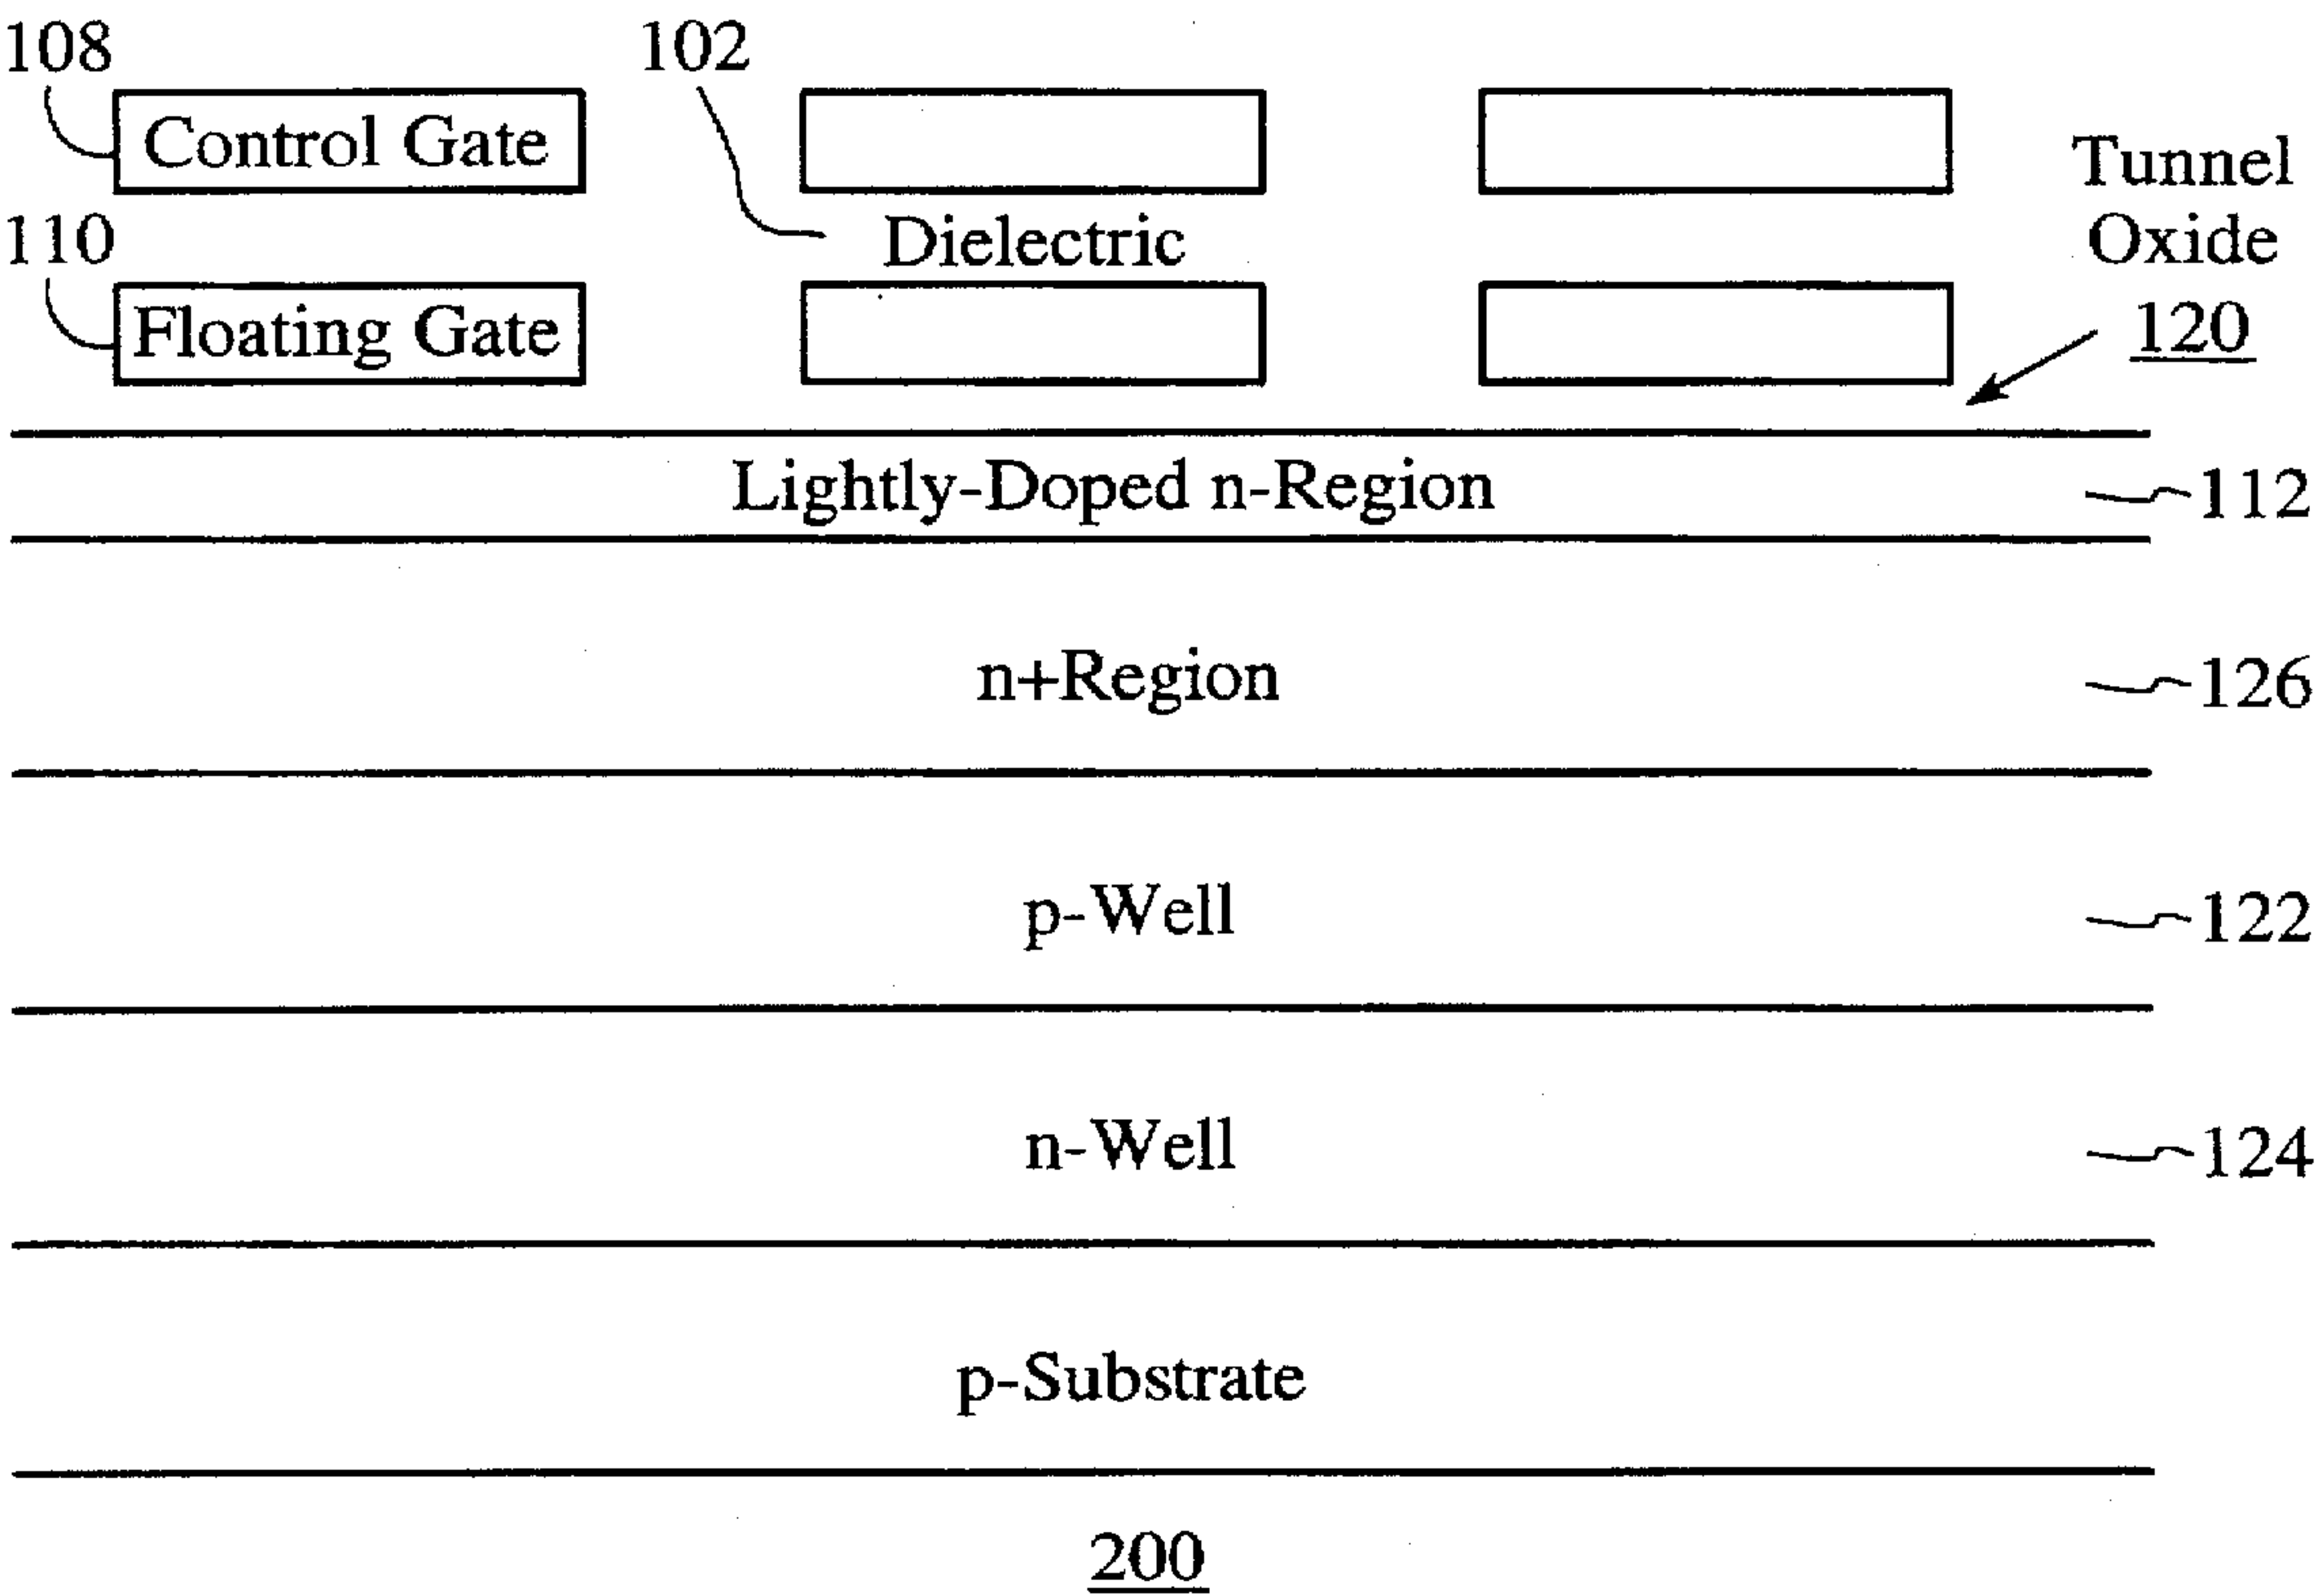 108
102
Control Gate
Tunnel
Oxide
110
Dielectric
Floating Gate
120
Lightly-Doped n-Region
112
n+Region
126
p-Well
122
n-Well
124
p-Substrate
200